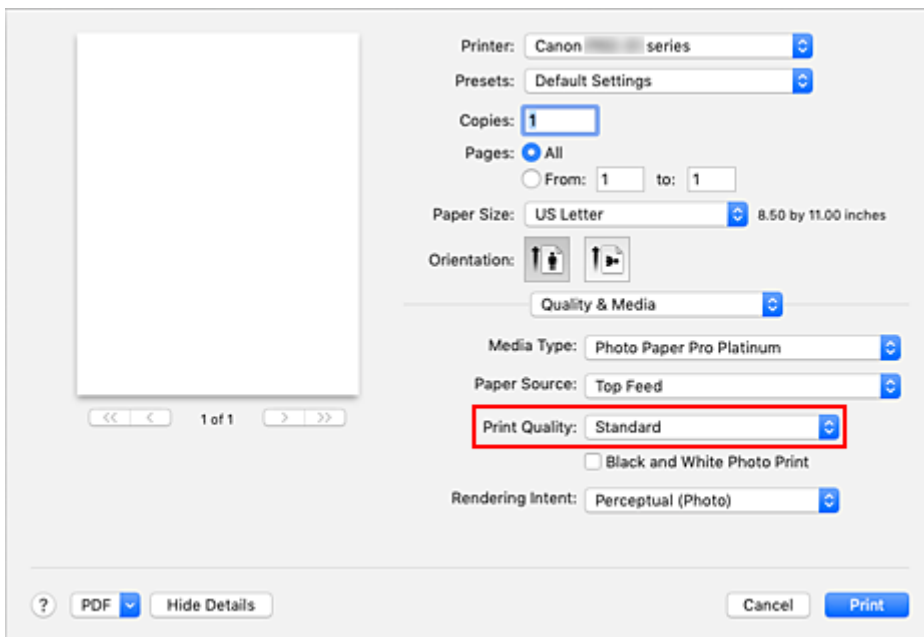 Printer: Canon series
Presets: Default Settings
Copies: 1
Pages: All
From: 1 to: 1
Paper Size: US Letter 8.50 by 11.00 inches
Orientation:
Quality & Media
Media Type: Photo Paper Pro Platinum
Paper Source: Top Feed
<< < 1 of 1 > >>
Print Quality: Standard
Black and White Photo Print
Rendering Intent: Perceptual (Photo)
? PDF Hide Details Cancel Print